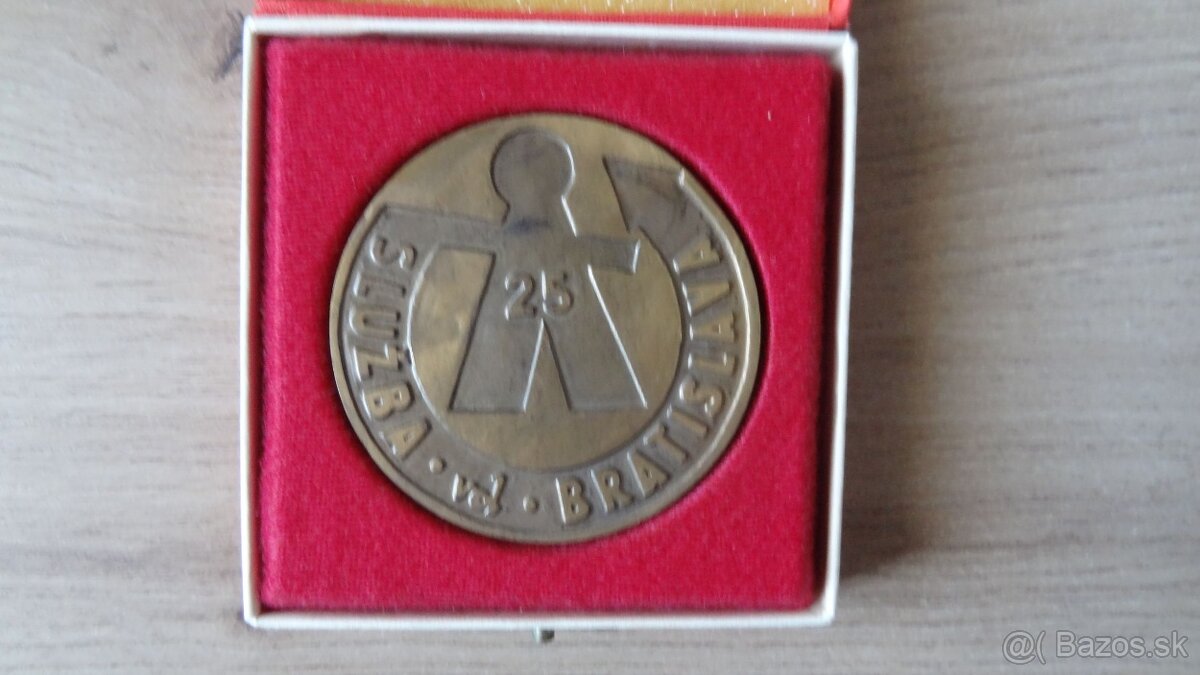 25
SLUŽBA · vd · BRATISLAVA
@( Bazos.sk